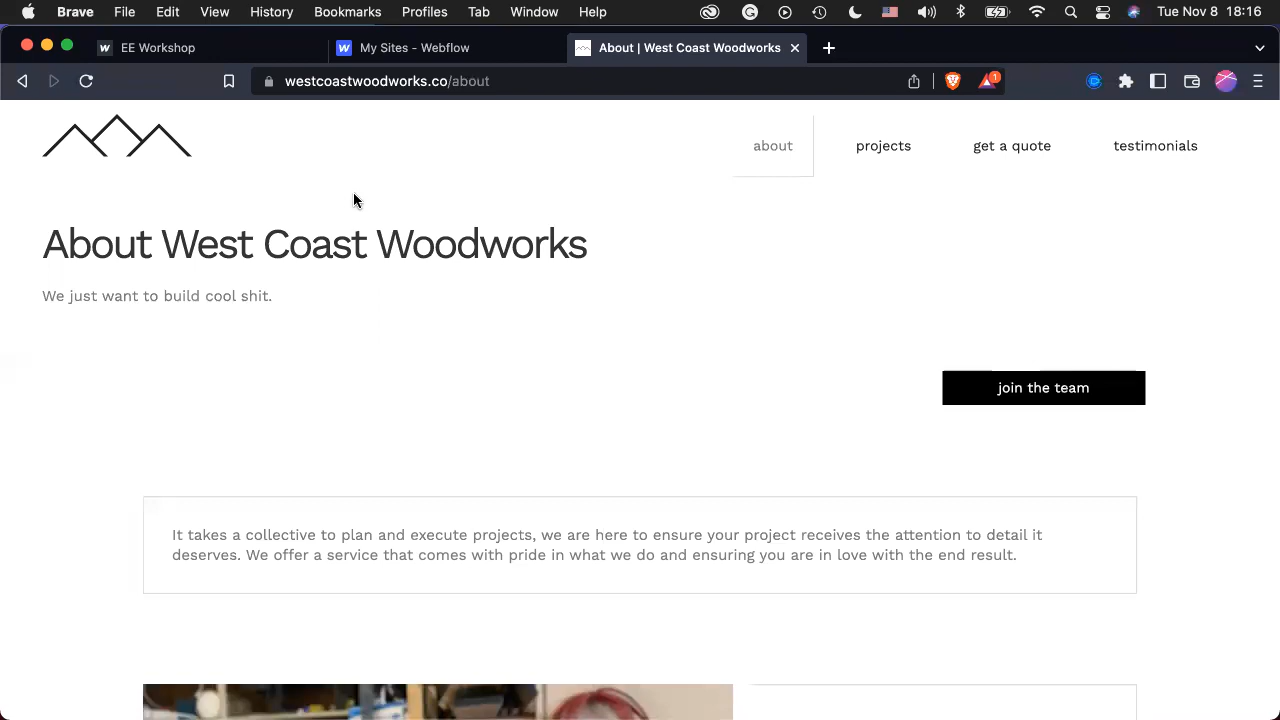 Brave File Edit View History Bookmarks Profiles Tab Window Help Tue Nov 8 18:16
EE Workshop My Sites - Webflow About | West Coast Woodworks
westcoastwoodworks.co/about 1
about projects get a quote testimonials
About West Coast Woodworks
We just want to build cool shit.
join the team
It takes a collective to plan and execute projects, we are here to ensure your project receives the attention to detail it
deserves. We offer a service that comes with pride in what we do and ensuring you are in love with the end result.